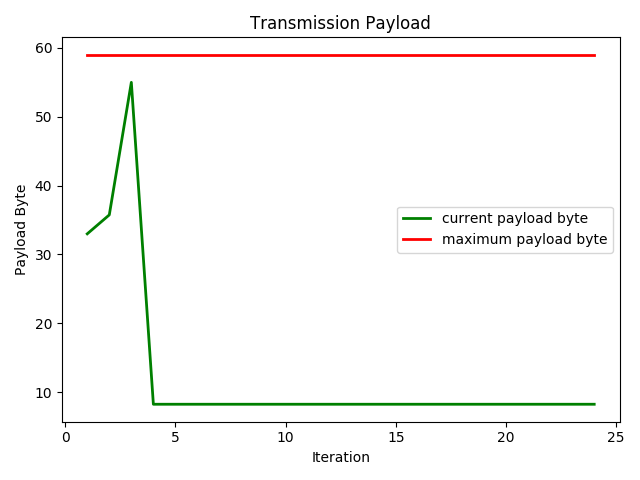 Transmission Payload
60
50
40
30
20
10
Payload Byte
current payload byte
maximum payload byte
0 5 10 15 20 25
Iteration